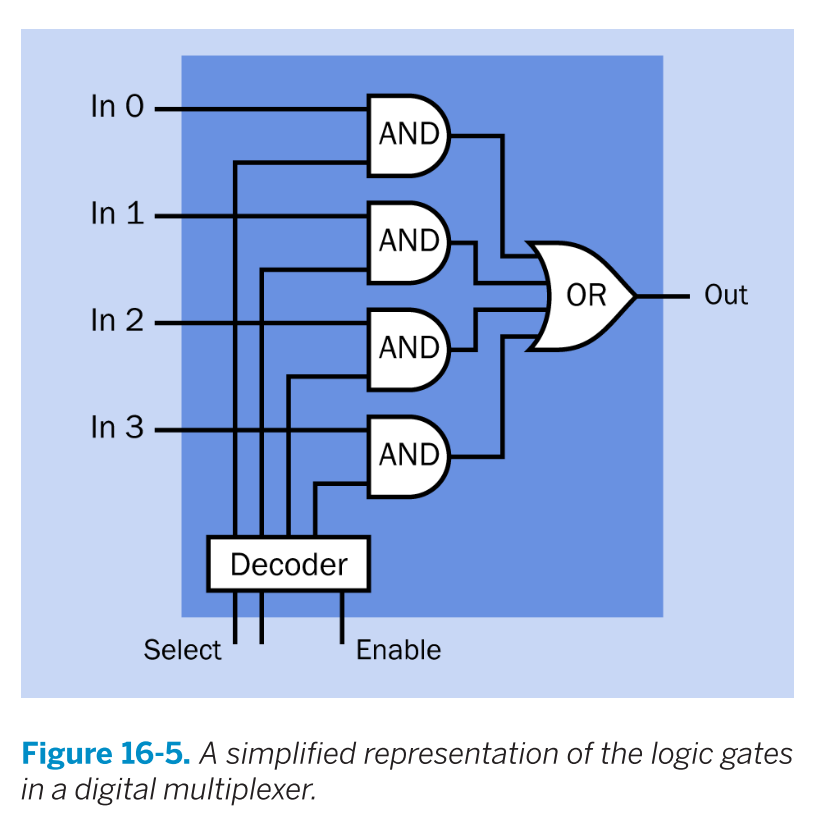 In 0
AND
In 1
AND
OR
Out
In 2
AND
In 3
AND
Decoder
Select
Enable
Figure 16-5. A simplified representation of the logic gates
in a digital multiplexer.